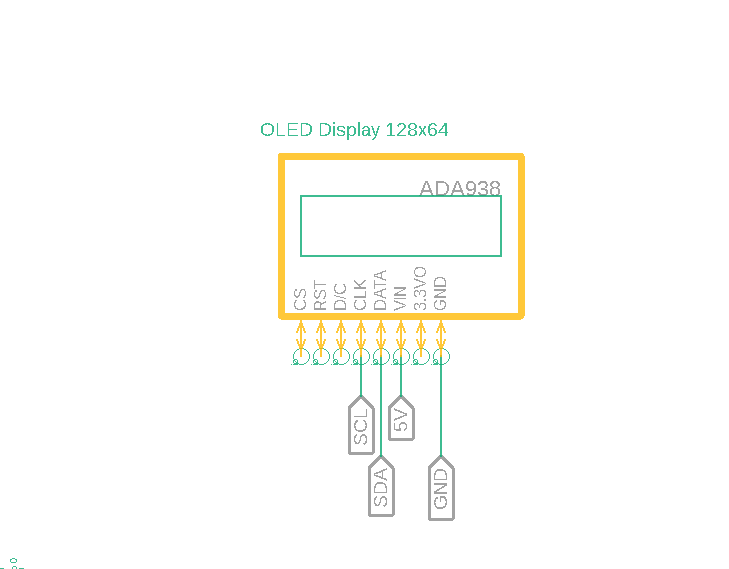 OLED Display 128x64
ADA938
CS
RST
D/C
CLK
DATA
VIN
3.3VO
GND
SCL
5V
SDA
GND